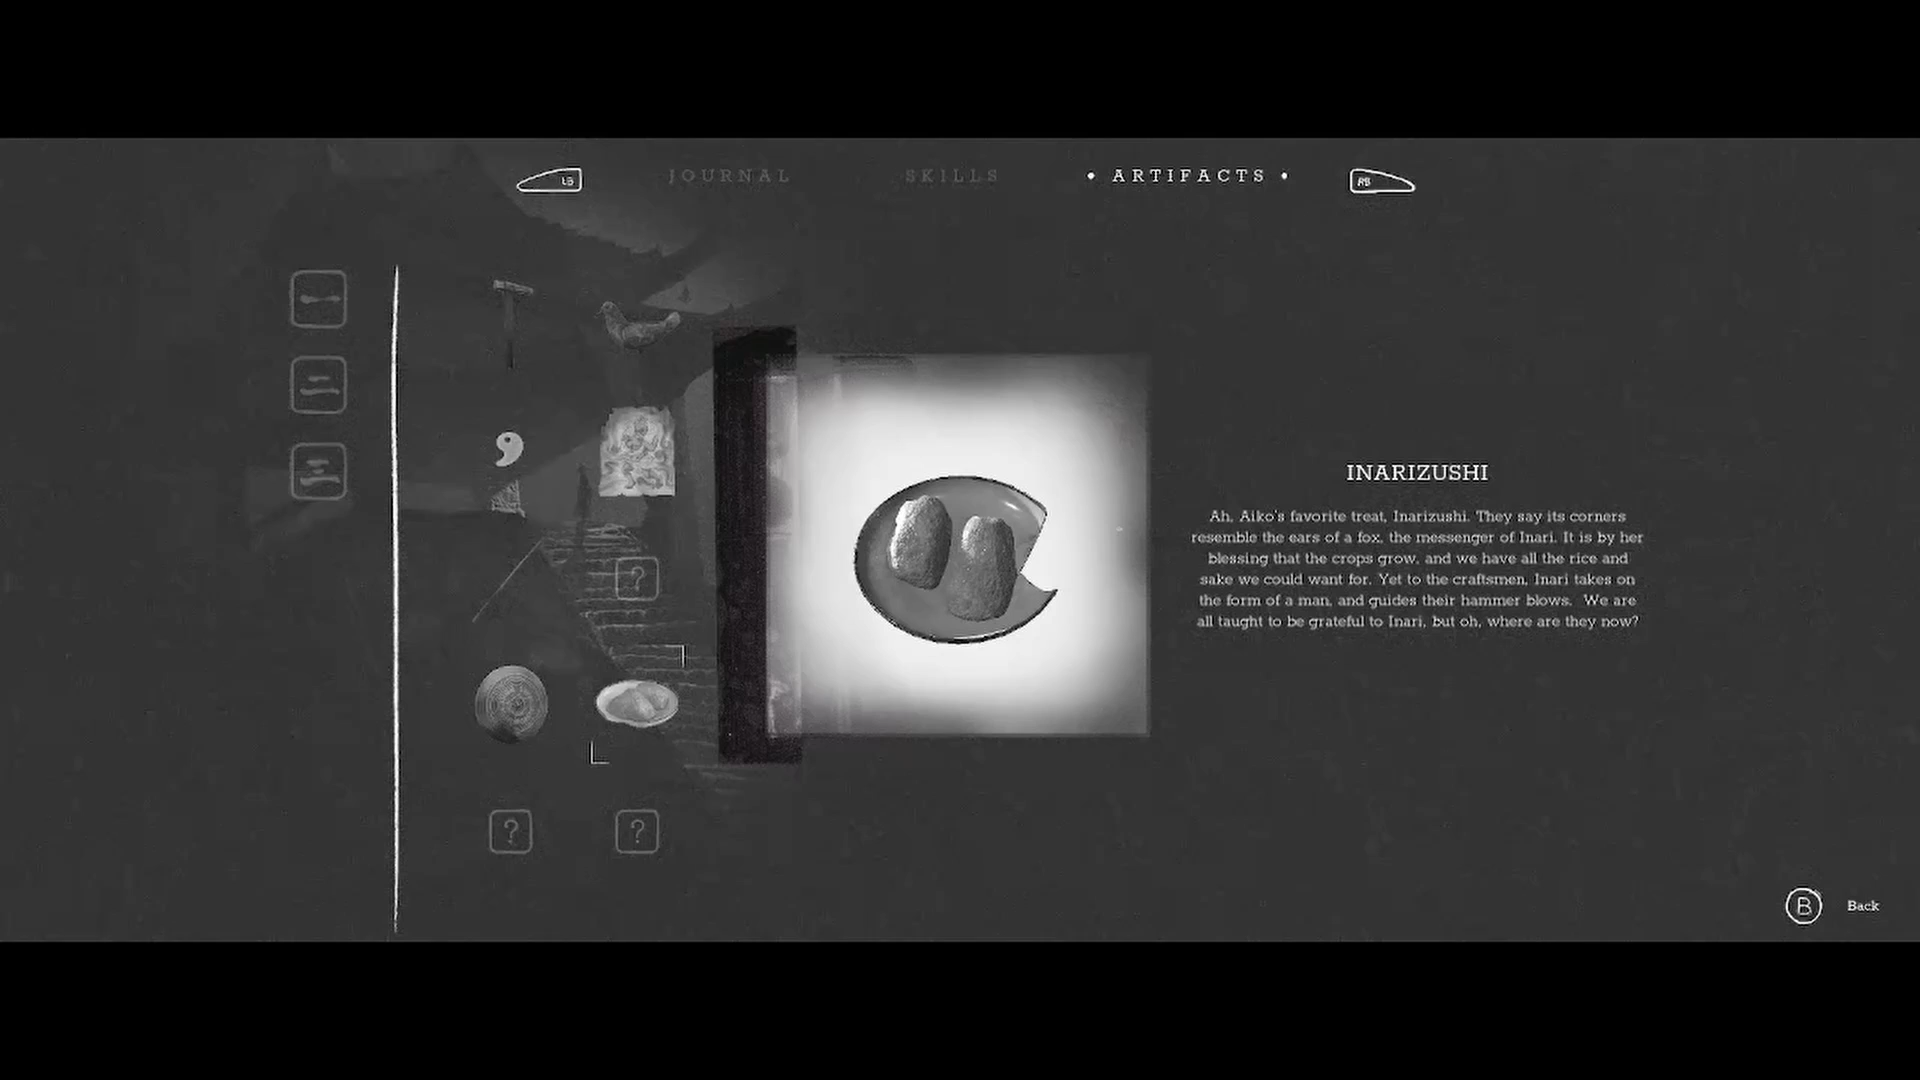 LB
JOURNAL
SKILLS
• ARTIFACTS •
RB
一
二
三
?
?
?
INARIZUSHI
Ah, Aiko's favorite treat, Inarizushi. They say its corners
resemble the ears of a fox, the messenger of Inari. It is by her
blessing that the crops grow, and we have all the rice and
sake we could want for. Yet to the craftsmen, Inari takes on
the form of a man, and guides their hammer blows. We are
all taught to be grateful to Inari, but oh, where are they now?
B
Back